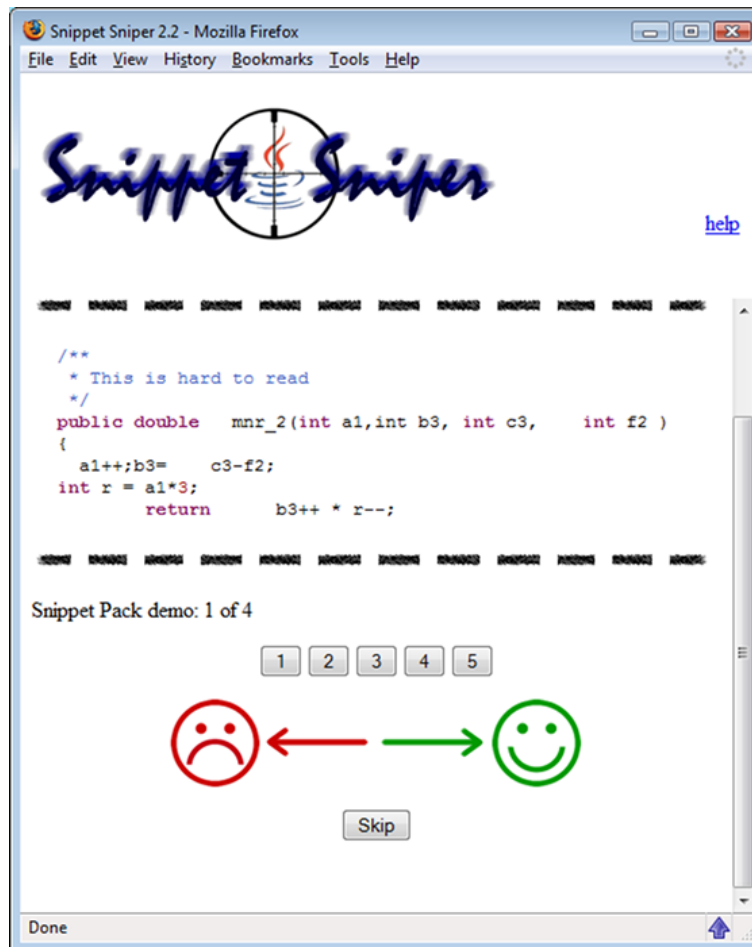 Snippet Sniper 2.2 - Mozilla Firefox
File Edit View History Bookmarks Tools Help
Snippet Sniper
help
/**
 * This is hard to read
 */
public double   mnr_2(int a1,int b3, int c3,    int f2 )
{
  a1++;b3=    c3-f2;
int r = a1*3;
        return      b3++ * r--;
Snippet Pack demo: 1 of 4
1 2 3 4 5
Skip
Done